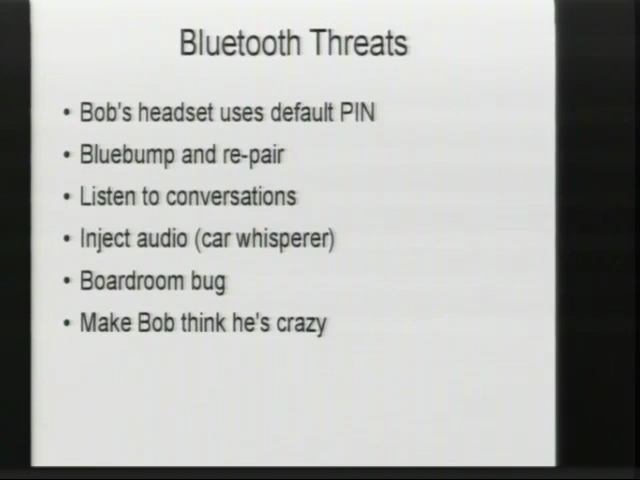 Bluetooth Threats
• Bob's headset uses default PIN
• Bluebump and re-pair
• Listen to conversations
• Inject audio (car whisperer)
• Boardroom bug
• Make Bob think he's crazy